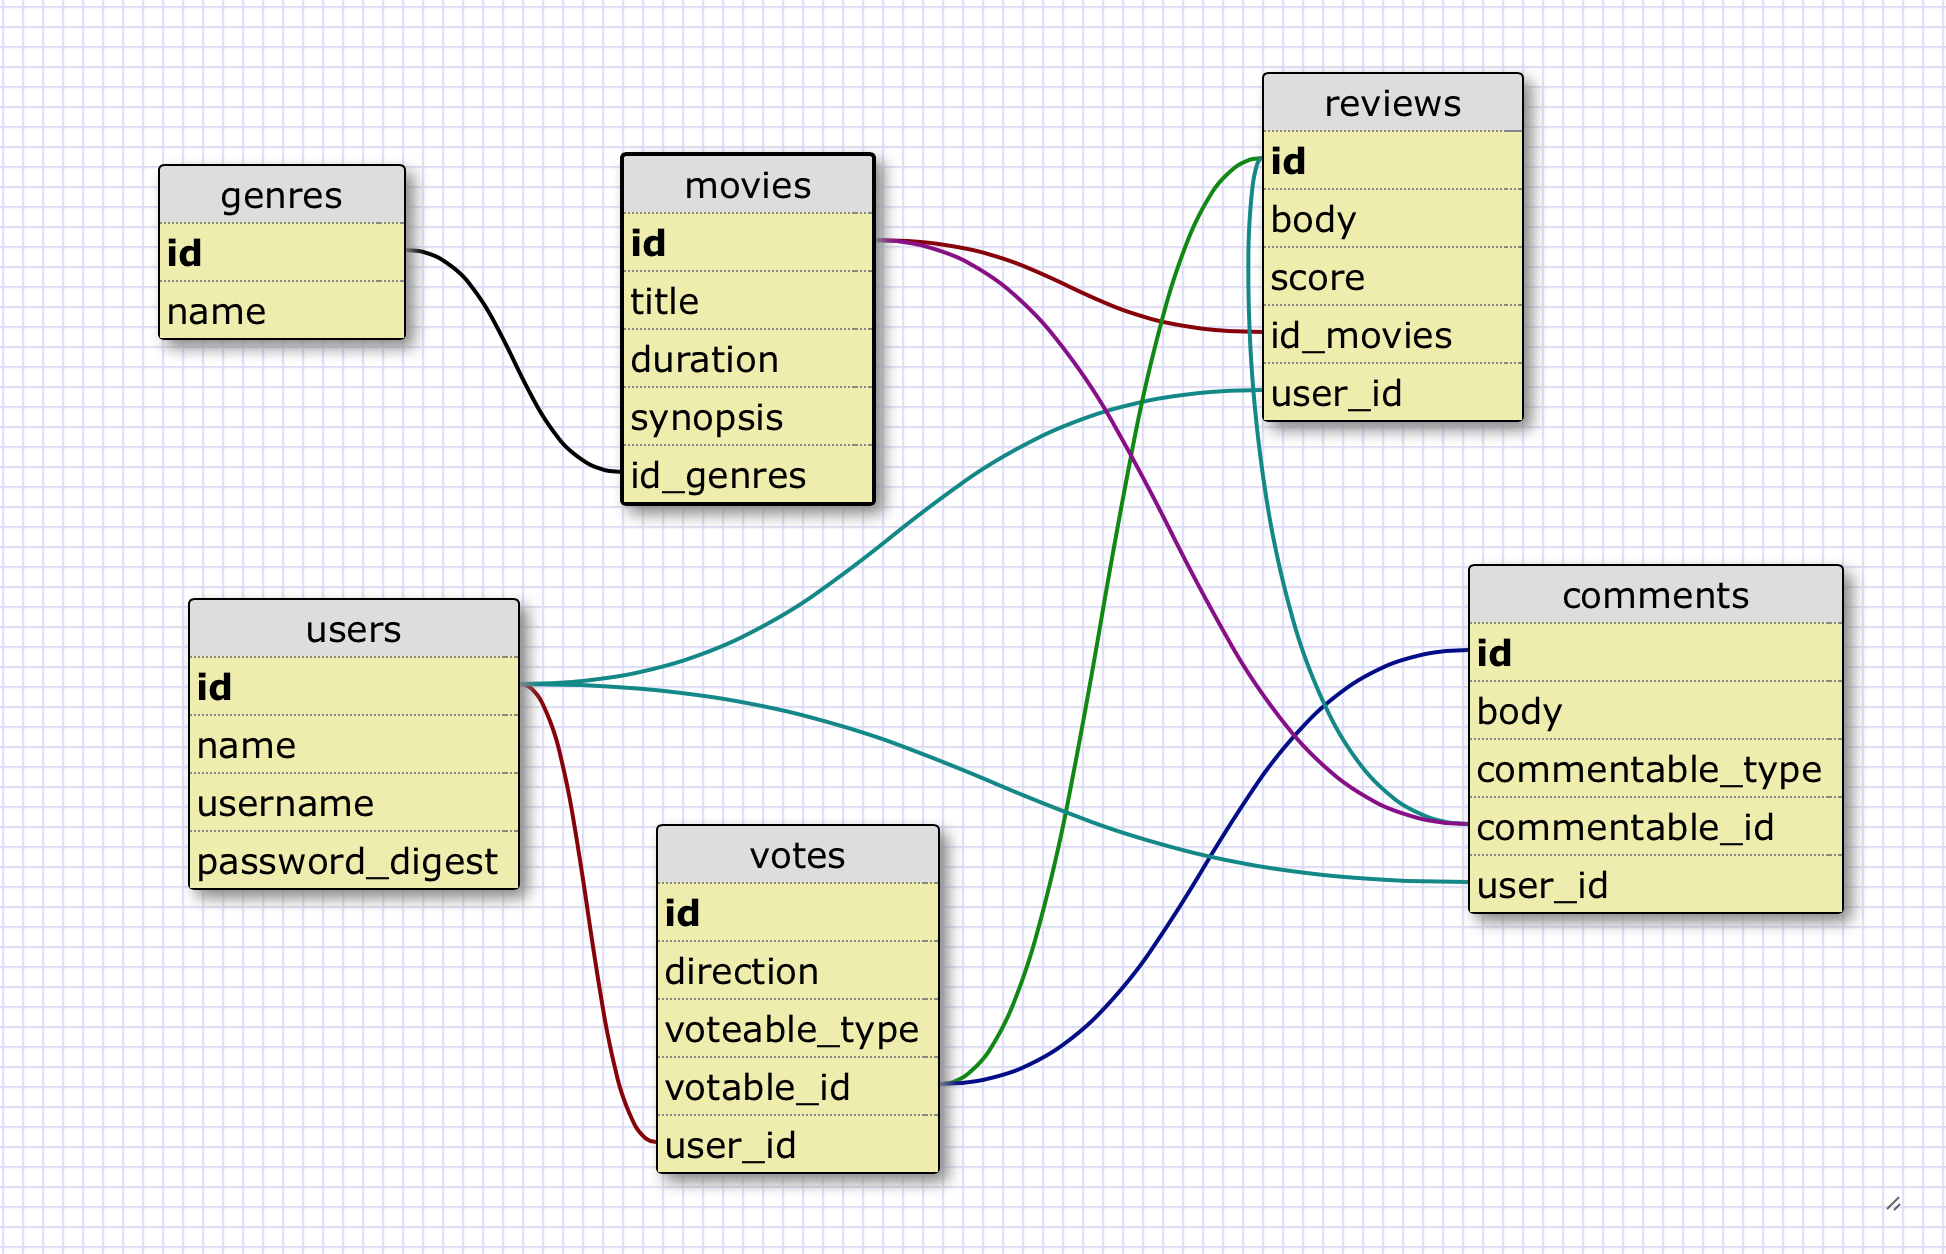 genres
id
name
movies
id
title
duration
synopsis
id_genres
reviews
id
body
score
id_movies
user_id
users
id
name
username
password_digest
votes
id
direction
voteable_type
votable_id
user_id
comments
id
body
commentable_type
commentable_id
user_id